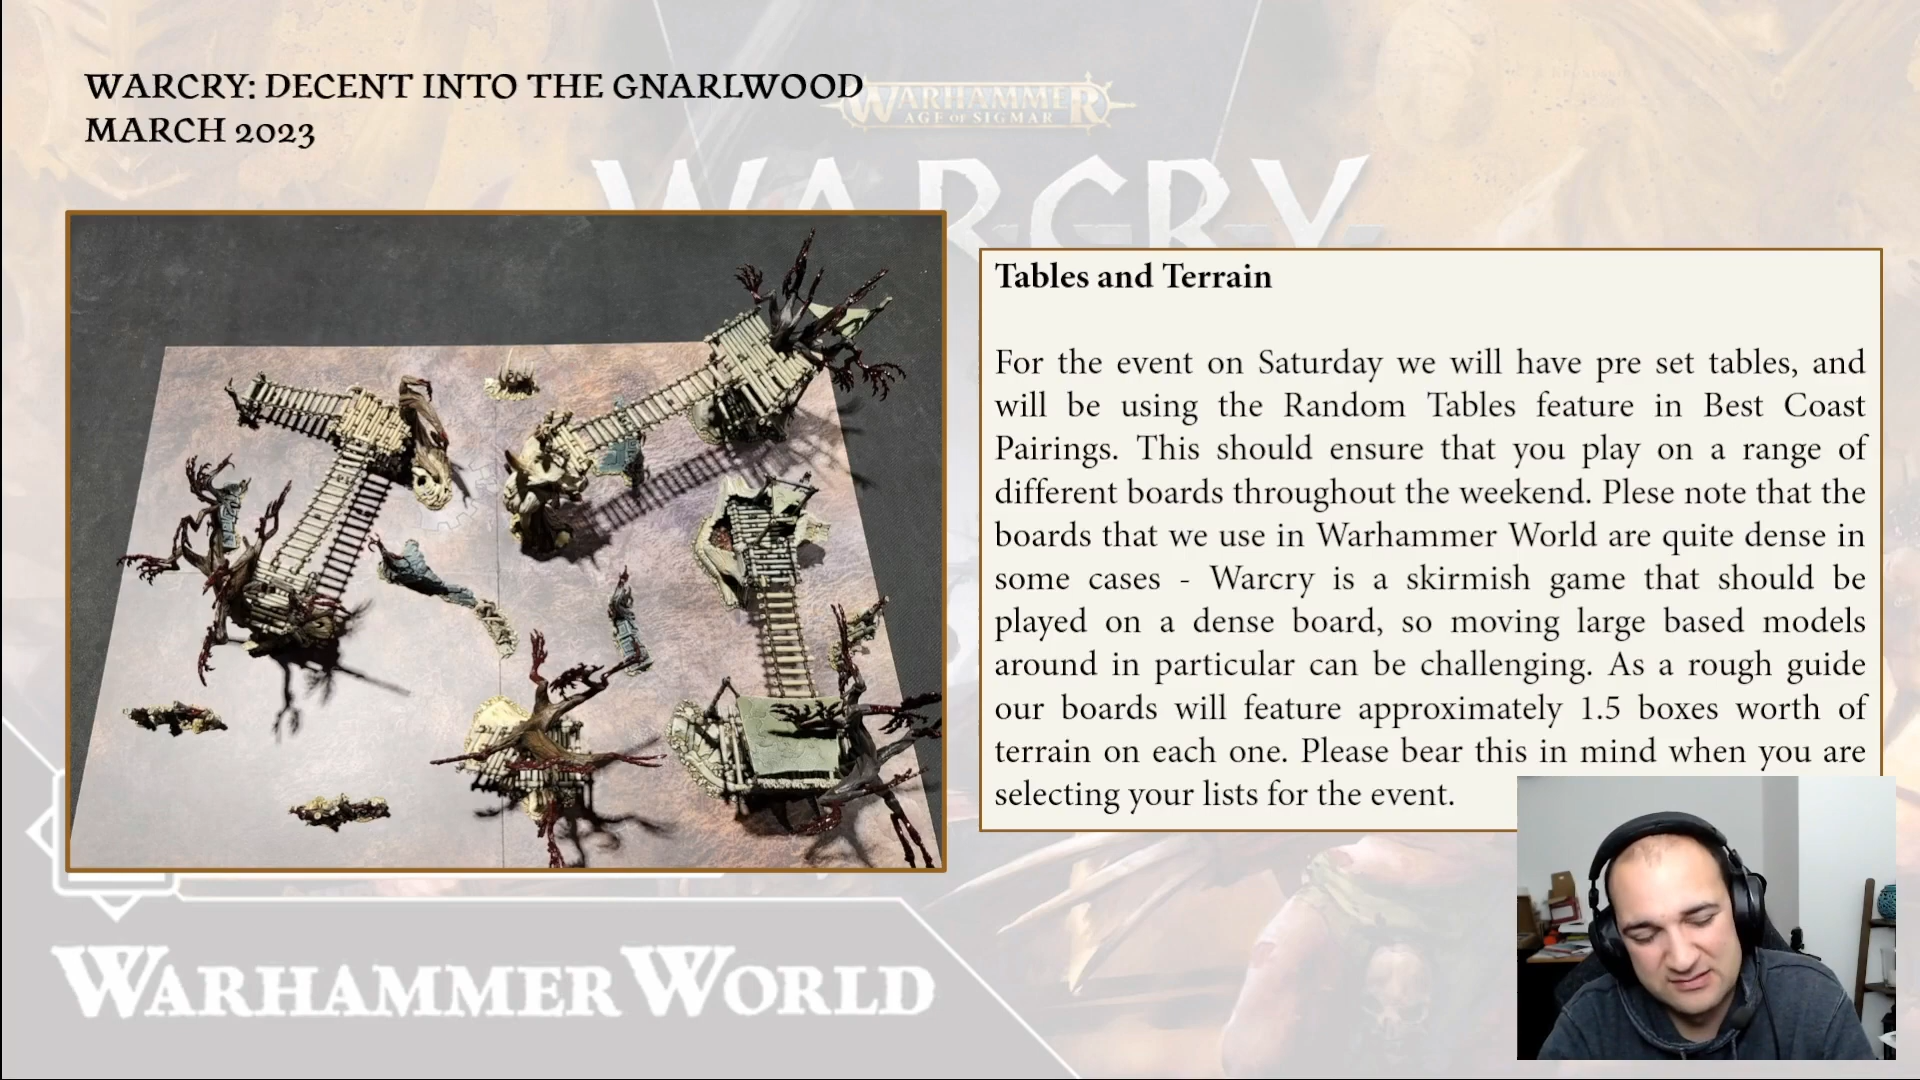 WARCRY: DECENT INTO THE GNARLWOOD
MARCH 2023
WARHAMMER
AGE OF SIGMAR
WARCRY
Tables and Terrain
For the event on Saturday we will have pre set tables, and
will be using the Random Tables feature in Best Coast
Pairings. This should ensure that you play on a range of
different boards throughout the weekend. Plese note that the
boards that we use in Warhammer World are quite dense in
some cases - Warcry is a skirmish game that should be
played on a dense board, so moving large based models
around in particular can be challenging. As a rough guide
our boards will feature approximately 1.5 boxes worth of
terrain on each one. Please bear this in mind when you are
selecting your lists for the event.
WARHAMMER WORLD